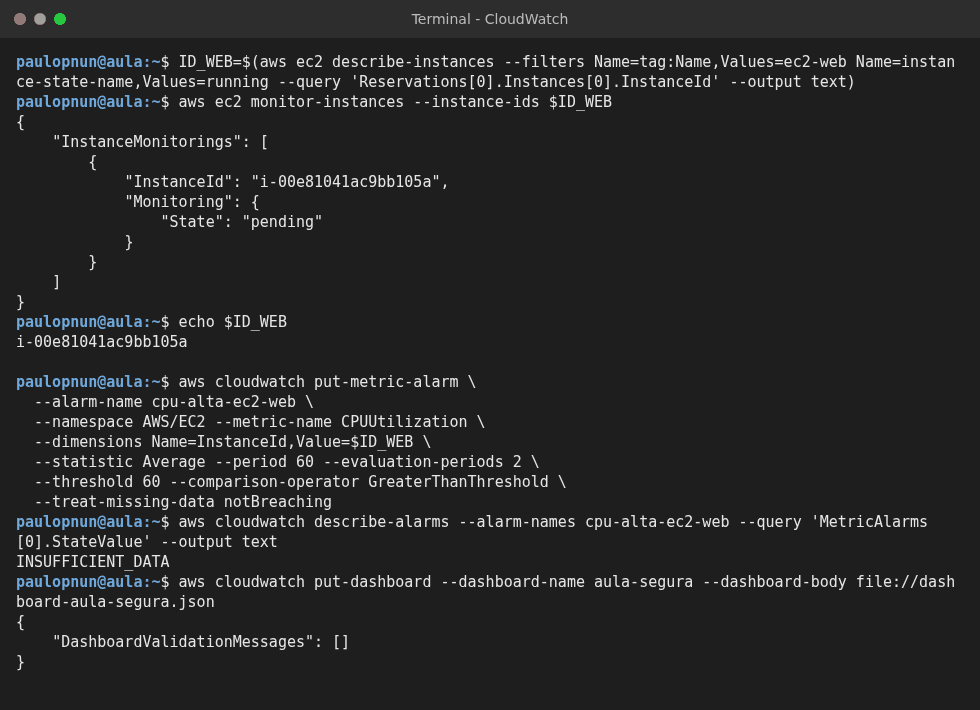 Terminal - CloudWatch
paulopnun@aula:~$ ID_WEB=$(aws ec2 describe-instances --filters Name=tag:Name,Values=ec2-web Name=instan
ce-state-name,Values=running --query 'Reservations[0].Instances[0].InstanceId' --output text)
paulopnun@aula:~$ aws ec2 monitor-instances --instance-ids $ID_WEB
{
    "InstanceMonitorings": [
        {
            "InstanceId": "i-00e81041ac9bb105a",
            "Monitoring": {
                "State": "pending"
            }
        }
    ]
}
paulopnun@aula:~$ echo $ID_WEB
i-00e81041ac9bb105a

paulopnun@aula:~$ aws cloudwatch put-metric-alarm \
  --alarm-name cpu-alta-ec2-web \
  --namespace AWS/EC2 --metric-name CPUUtilization \
  --dimensions Name=InstanceId,Value=$ID_WEB \
  --statistic Average --period 60 --evaluation-periods 2 \
  --threshold 60 --comparison-operator GreaterThanThreshold \
  --treat-missing-data notBreaching
paulopnun@aula:~$ aws cloudwatch describe-alarms --alarm-names cpu-alta-ec2-web --query 'MetricAlarms
[0].StateValue' --output text
INSUFFICIENT_DATA
paulopnun@aula:~$ aws cloudwatch put-dashboard --dashboard-name aula-segura --dashboard-body file://dash
board-aula-segura.json
{
    "DashboardValidationMessages": []
}